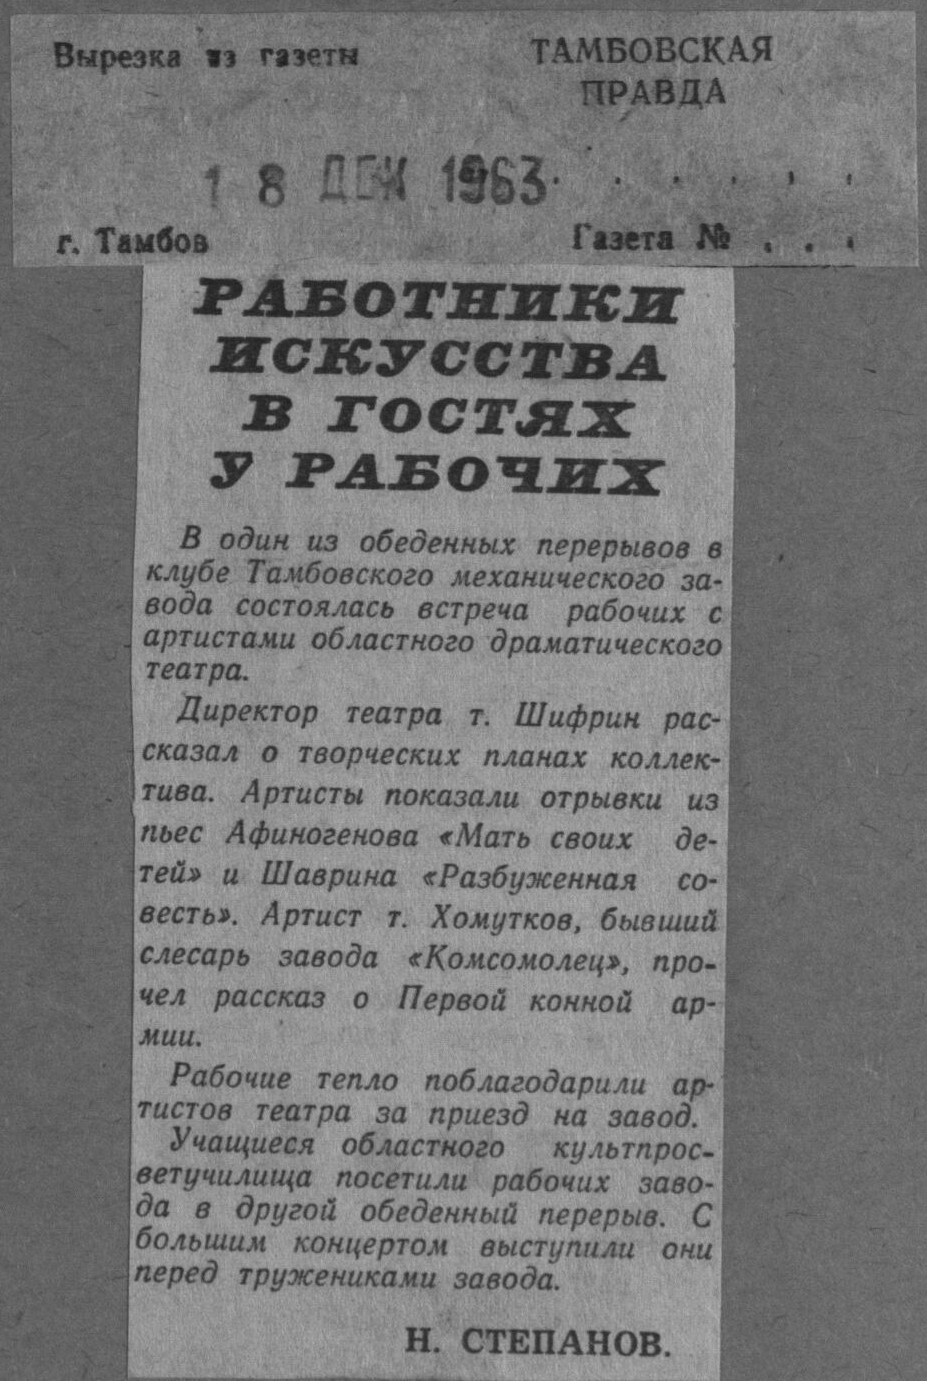 Вырезка из газеты
ТАМБОВСКАЯ
ПРАВДА
18 ДЕК 1963 . . . . . .
г. Тамбов
Газета № . . .
РАБОТНИКИ
ИСКУССТВА
В ГОСТЯХ
У РАБОЧИХ
В один из обеденных перерывов в
клубе Тамбовского механического за-
вода состоялась встреча рабочих с
артистами областного драматического
театра.
Директор театра т. Шифрин рас-
сказал о творческих планах коллек-
тива. Артисты показали отрывки из
пьес Афиногенова «Мать своих де-
тей» и Шаврина «Разбуженная со-
весть». Артист т. Хомутков, бывший
слесарь завода «Комсомолец», про-
чел рассказ о Первой конной ар-
мии.
Рабочие тепло поблагодарили ар-
тистов театра за приезд на завод.
Учащиеся областного культпрос-
ветучилища посетили рабочих заво-
да в другой обеденный перерыв. С
большим концертом выступили они
перед тружениками завода.
Н. СТЕПАНОВ.